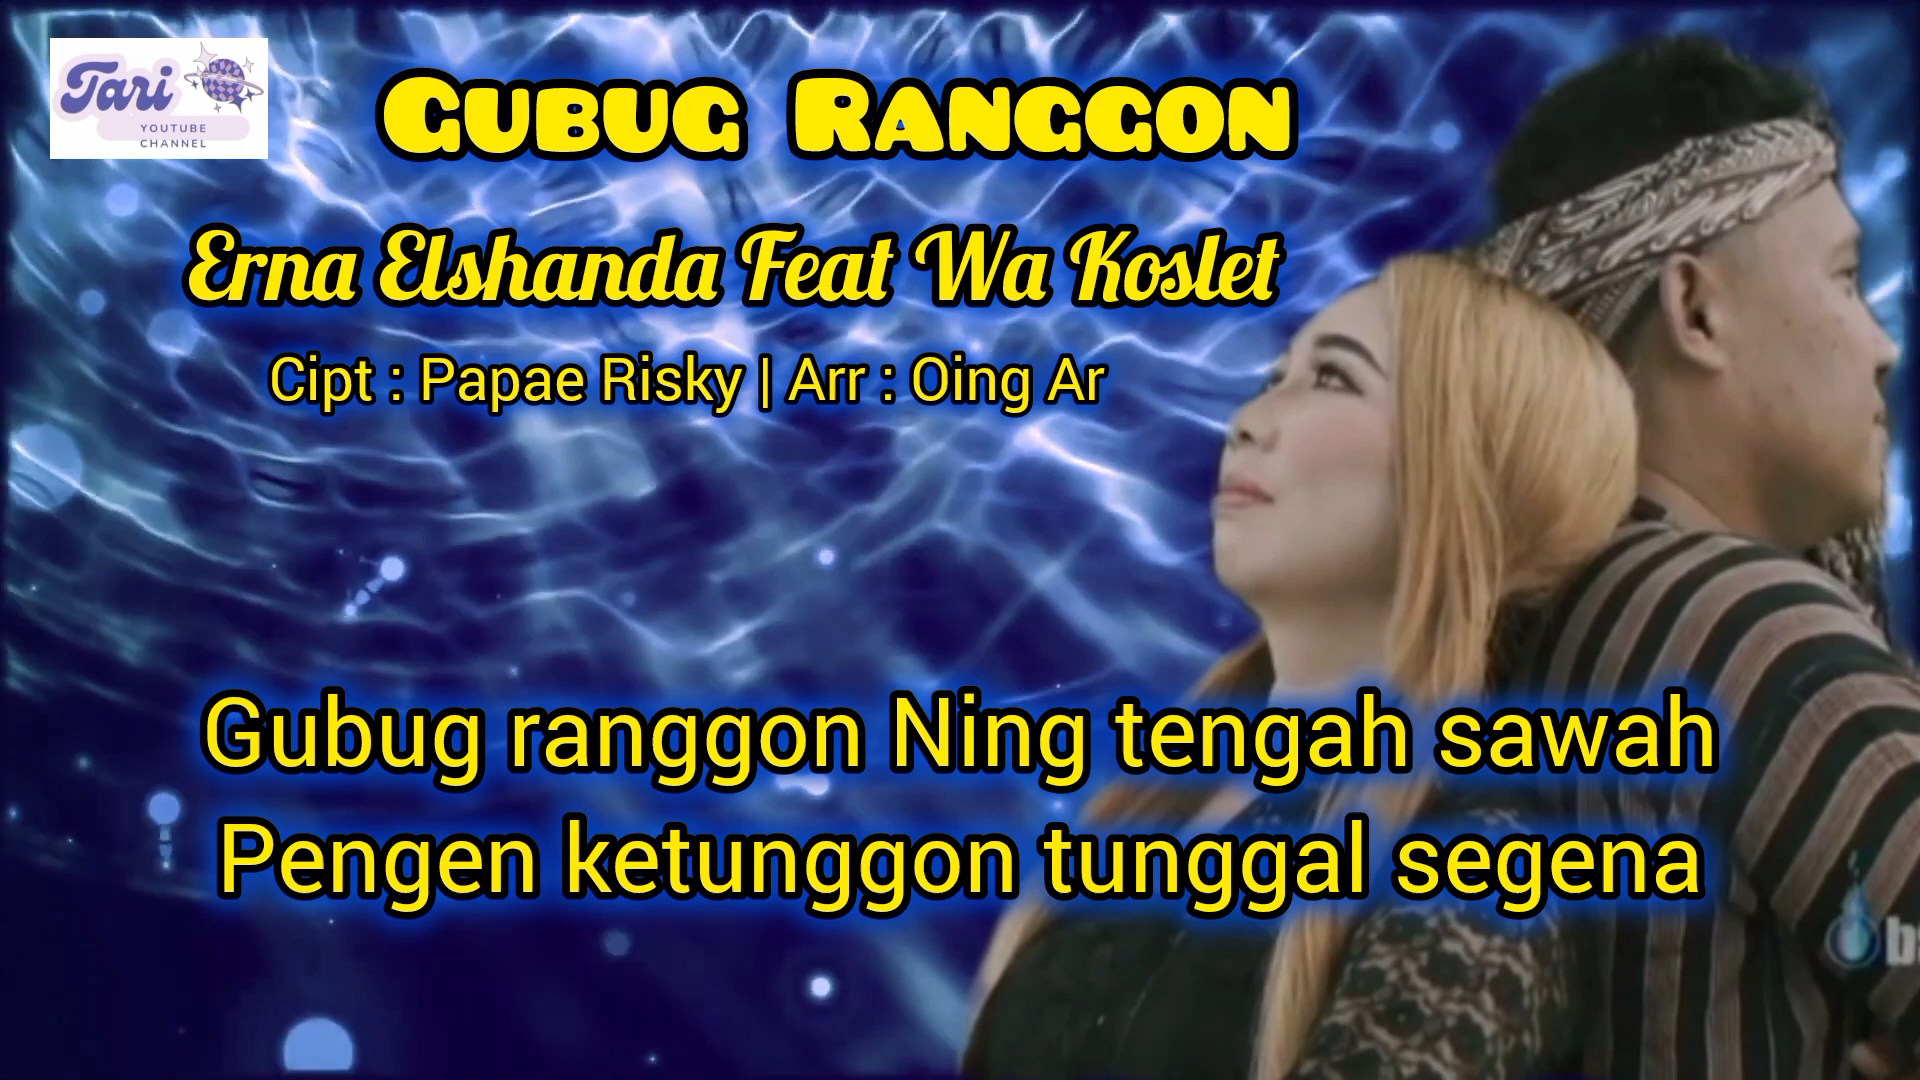 Tari
YOUTUBE
CHANNEL
GUBUG RANGGON
Erna Elshanda Feat Wa Koslet
Cipt : Papae Risky | Arr : Oing Ar
Gubug ranggon Ning tengah sawah
Pengen ketunggon tunggal segena